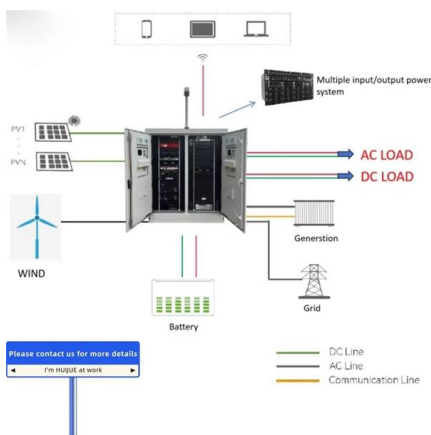 Multiple input/output power
system
PV1
PVN
AC LOAD
DC LOAD
WIND
Generstion
Grid
Battery
Please contact us for more details
I'm HUIJUE at work
DC Line
AC Line
Communication Line